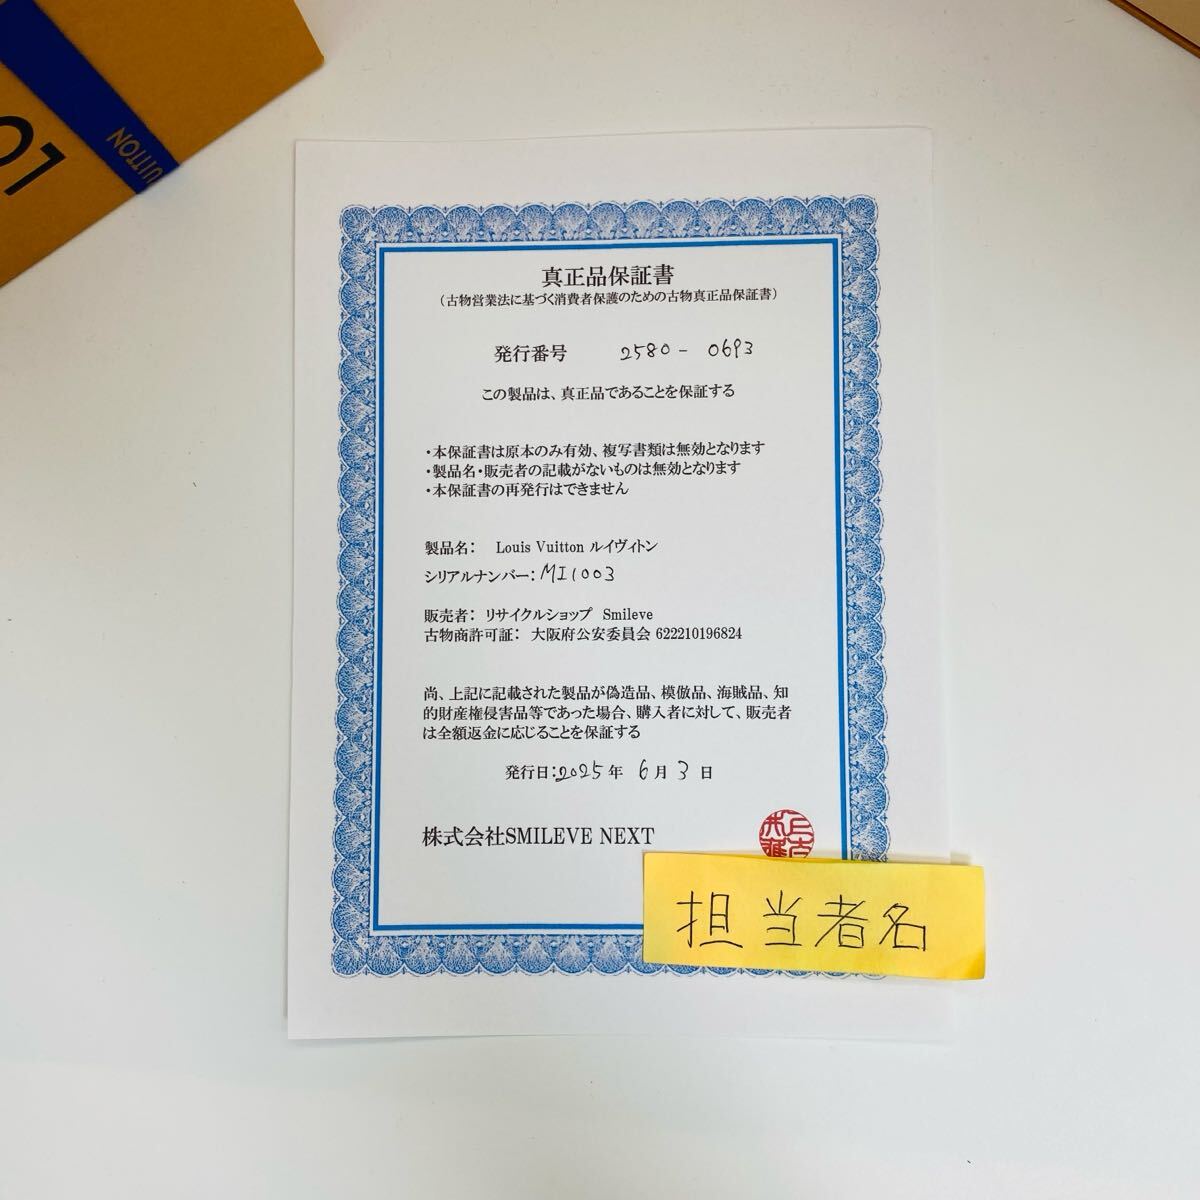 01
UITTON
真正品保証書
(古物営業法に基づく消費者保護のための古物真正品保証書)
発行番号 2580-0693
この製品は、真正品であることを保証する
・本保証書は原本のみ有効、複写書類は無効となります
・製品名・販売者の記載がないものは無効となります
・本保証書の再発行はできません
製品名: Louis Vuitton ルイヴィトン
シリアルナンバー:MI1003
販売者: リサイクルショップ Smileve
古物商許可証: 大阪府公安委員会 622210196824
尚、上記に記載された製品が偽造品、模倣品、海賊品、知
的財産権侵害品等であった場合、購入者に対して、販売者
は全額返金に応じることを保証する
発行日:2025年 6月 3日
株式会社SMILEVE NEXT
担当者名